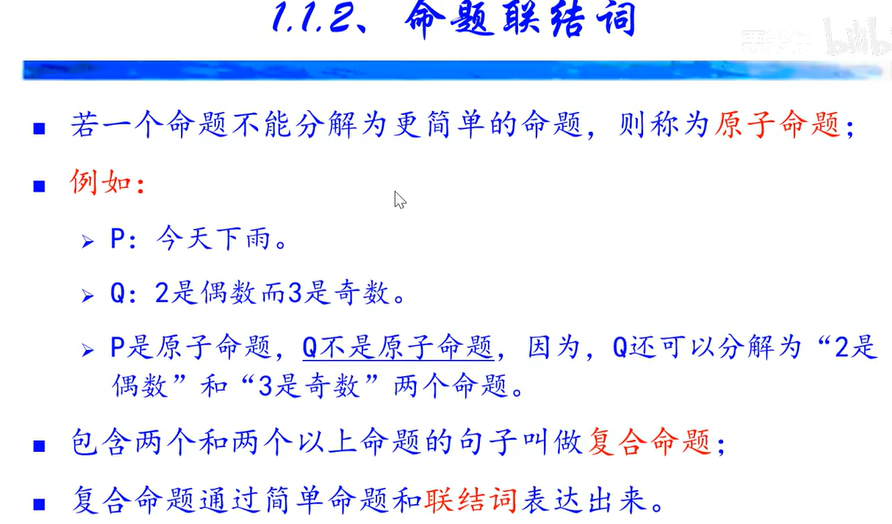 1.1.2、命题联结词
若一个命题不能分解为更简单的命题，则称为原子命题；
例如：
P：今天下雨。
Q：2是偶数而3是奇数。
P是原子命题，Q不是原子命题，因为，Q还可以分解为“2是
偶数”和“3是奇数”两个命题。
包含两个和两个以上命题的句子叫做复合命题；
复合命题通过简单命题和联结词表达出来。